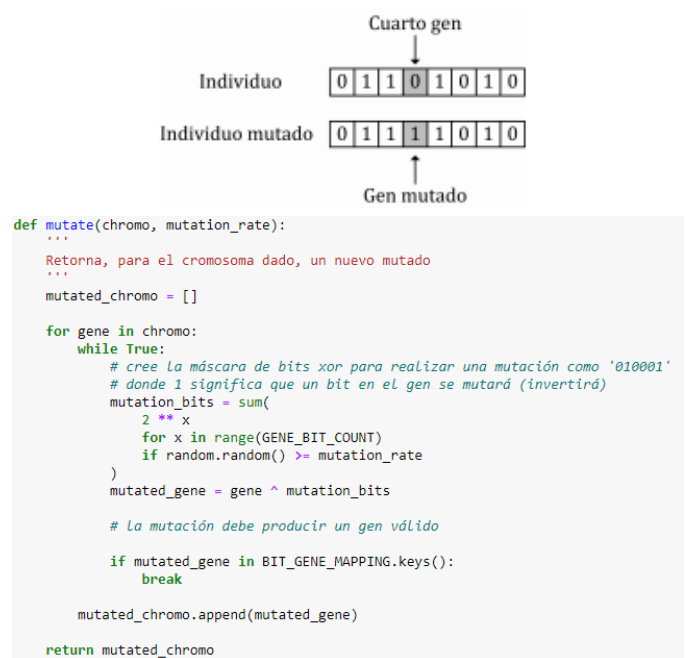 Cuarto gen
Individuo 0 1 1 0 1 0 1 0
Individuo mutado 0 1 1 1 1 0 1 0
Gen mutado
def mutate(chromo, mutation_rate):
    '''
    Retorna, para el cromosoma dado, un nuevo mutado
    '''
    mutated_chromo = []

    for gene in chromo:
        while True:
            # cree la máscara de bits xor para realizar una mutación como '010001'
            # donde 1 significa que un bit en el gen se mutará (invertirá)
            mutation_bits = sum(
                2 ** x
                for x in range(GENE_BIT_COUNT)
                if random.random() >= mutation_rate
            )
            mutated_gene = gene ^ mutation_bits

            # La mutación debe producir un gen válido

            if mutated_gene in BIT_GENE_MAPPING.keys():
                break

        mutated_chromo.append(mutated_gene)

    return mutated_chromo